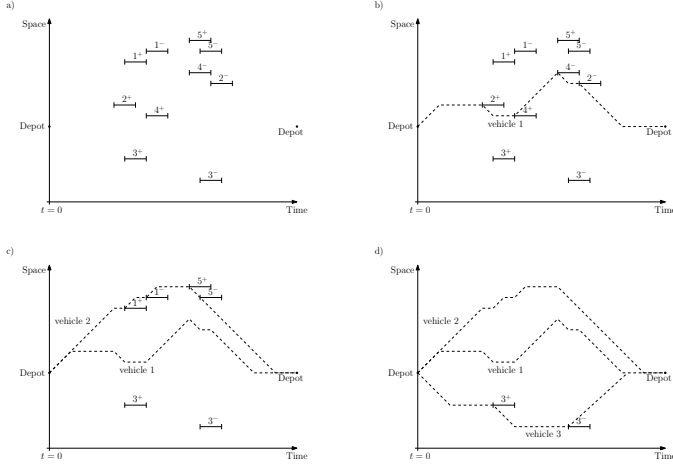 a)
Space
5⁺
1⁻
5⁻
1⁺
4⁻
2⁻
2⁺
4⁺
Depot
Depot
3⁺
3⁻
t = 0
Time
b)
Space
5⁺
1⁻
5⁻
1⁺
4⁻
2⁻
2⁺
4⁺
vehicle 1
Depot
Depot
3⁺
3⁻
t = 0
Time
c)
Space
5⁺
1⁻
5⁻
1⁺
vehicle 2
vehicle 1
Depot
Depot
3⁺
3⁻
t = 0
Time
d)
Space
vehicle 2
vehicle 1
Depot
Depot
3⁺
3⁻
vehicle 3
t = 0
Time